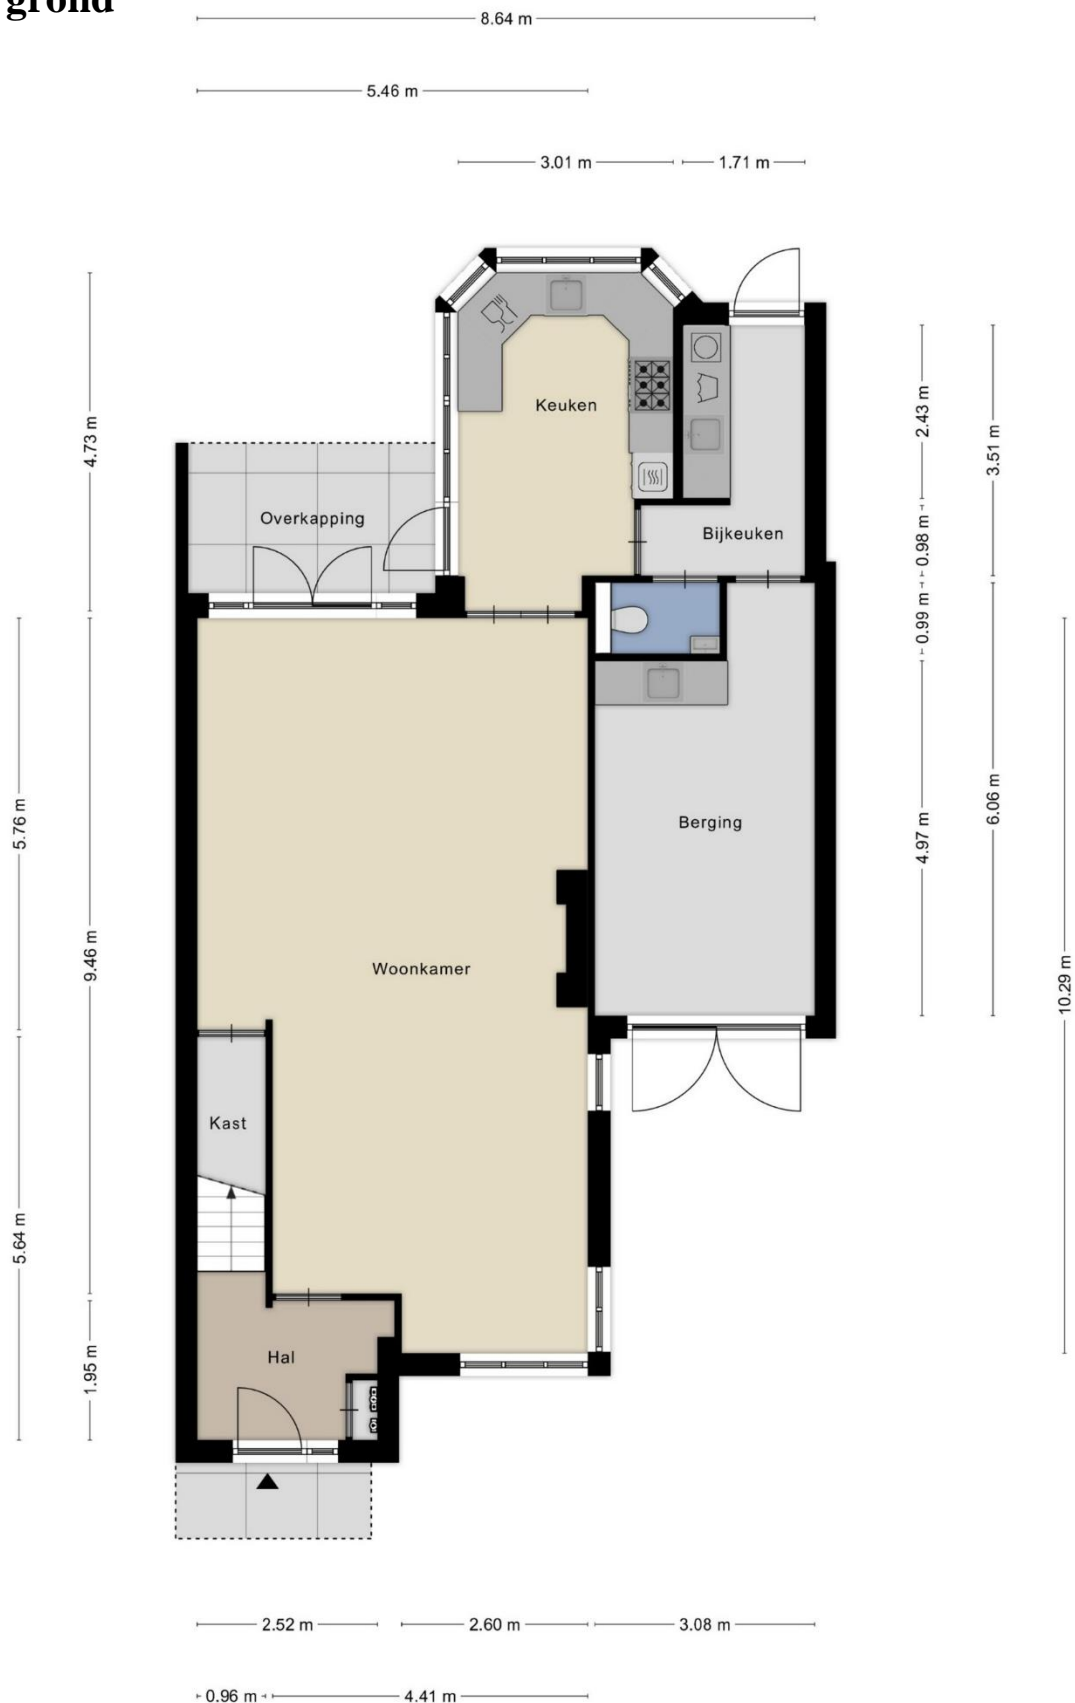 grond
8.64 m
5.46 m
3.01 m
1.71 m
4.73 m
2.43 m
3.51 m
Keuken
Overkapping
Bijkeuken
0.98 m
0.99 m
5.76 m
9.46 m
Berging
4.97 m
6.06 m
10.29 m
Woonkamer
Kast
5.64 m
1.95 m
Hal
2.52 m
2.60 m
3.08 m
0.96 m
4.41 m